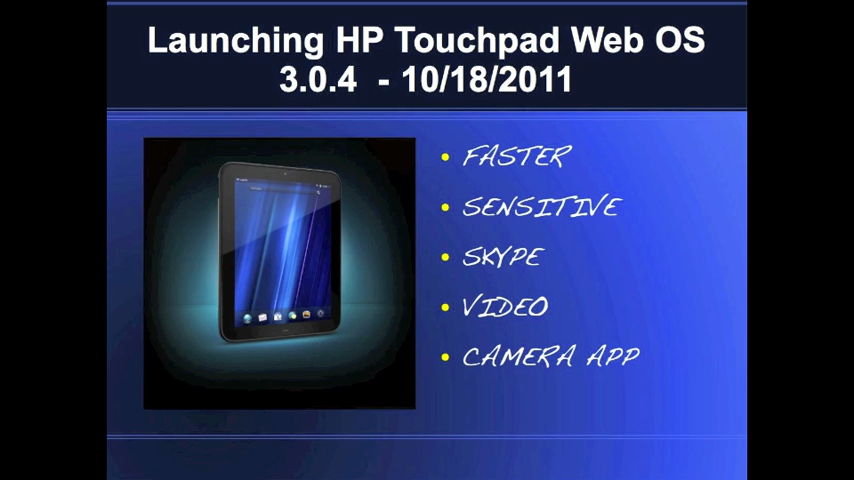 Launching HP Touchpad Web OS
3.0.4 - 10/18/2011
• FASTER
• SENSITIVE
• SKYPE
• VIDEO
• CAMERA APP